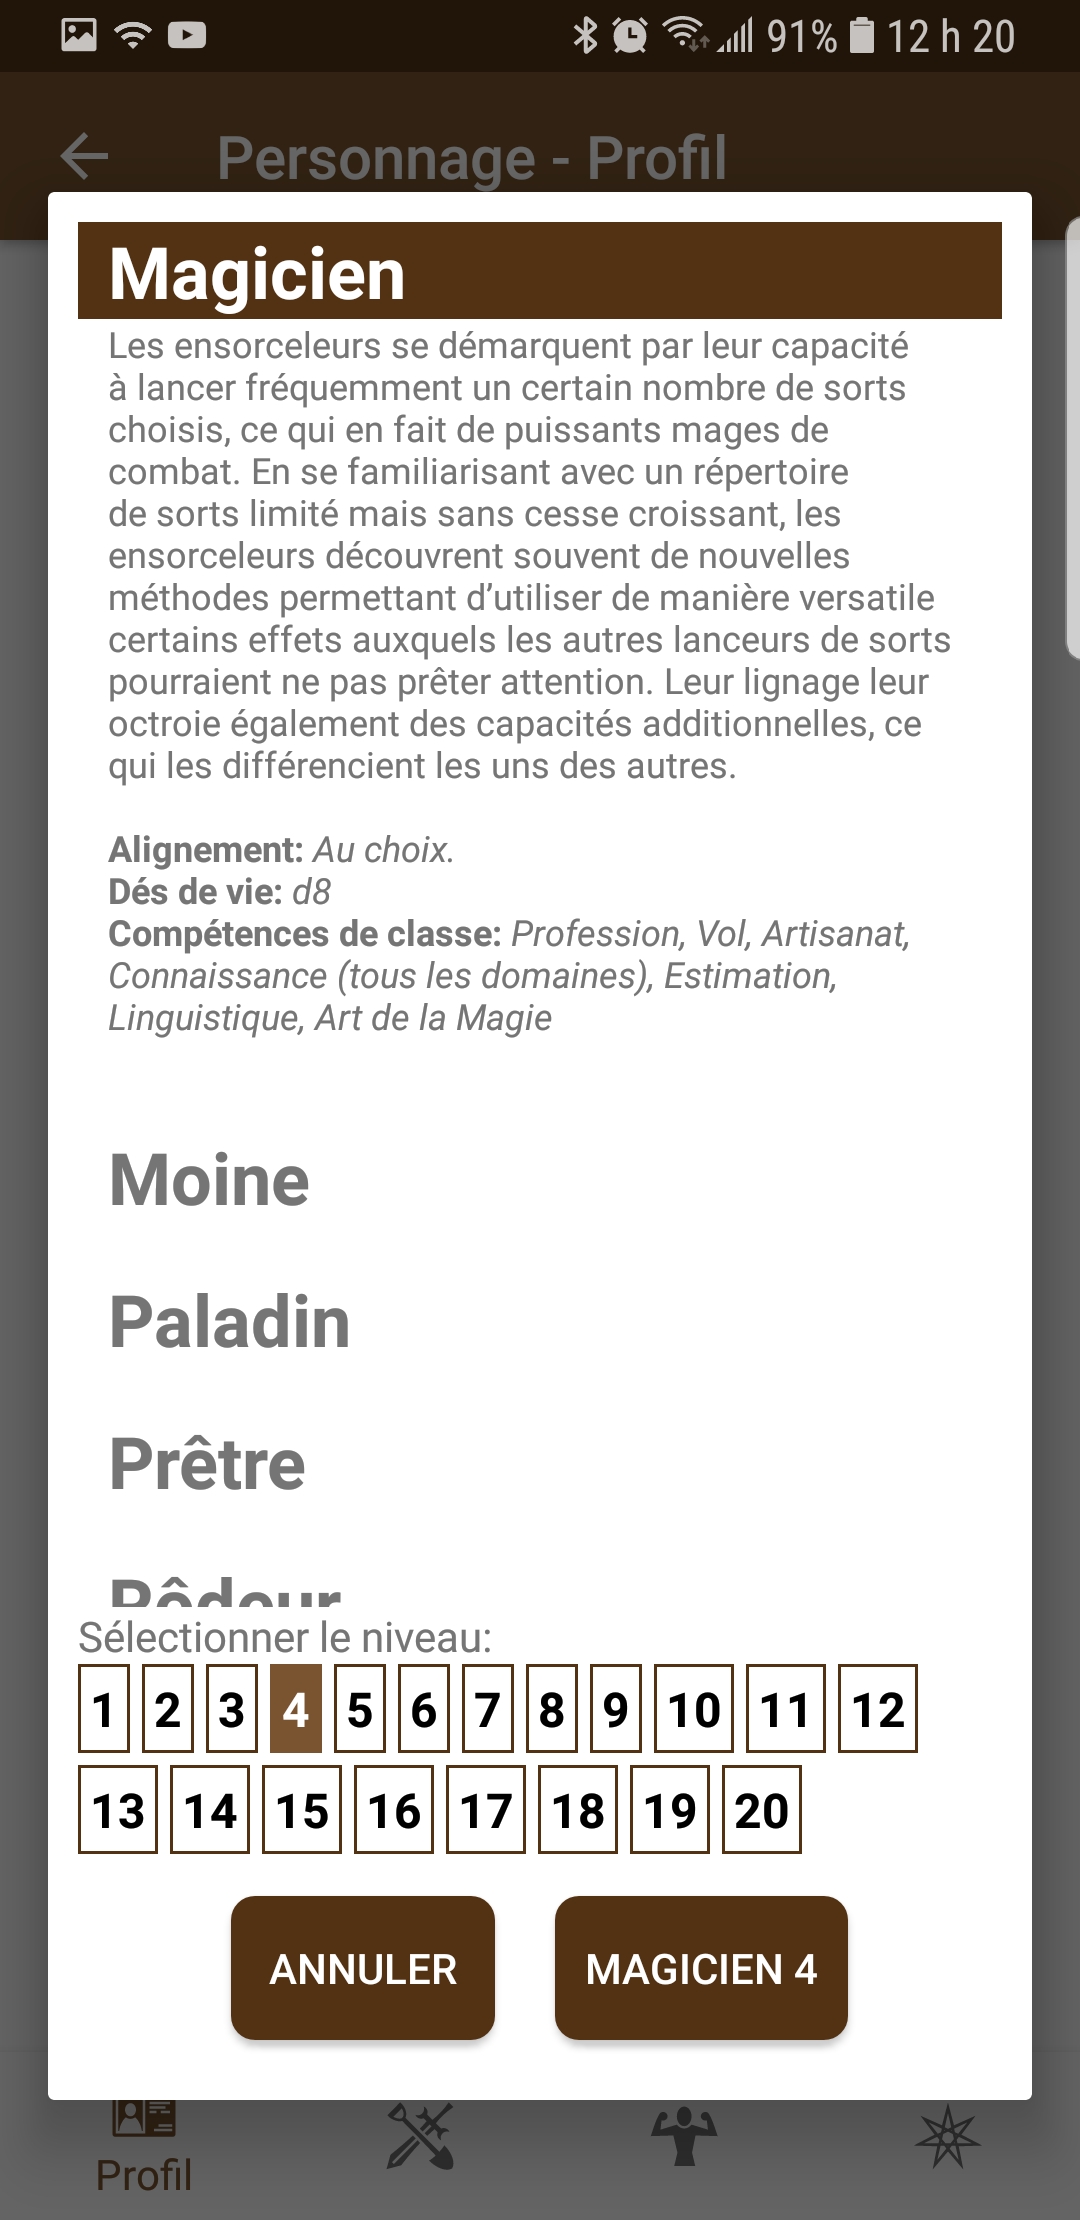 91% 12 h 20
Personnage - Profil
Magicien
Les ensorceleurs se démarquent par leur capacité
à lancer fréquemment un certain nombre de sorts
choisis, ce qui en fait de puissants mages de
combat. En se familiarisant avec un répertoire
de sorts limité mais sans cesse croissant, les
ensorceleurs découvrent souvent de nouvelles
méthodes permettant d’utiliser de manière versatile
certains effets auxquels les autres lanceurs de sorts
pourraient ne pas prêter attention. Leur lignage leur
octroie également des capacités additionnelles, ce
qui les différencient les uns des autres.
Alignement: Au choix.
Dés de vie: d8
Compétences de classe: Profession, Vol, Artisanat,
Connaissance (tous les domaines), Estimation,
Linguistique, Art de la Magie
Moine
Paladin
Prêtre
Rôdeur
Sélectionner le niveau:
1 2 3 4 5 6 7 8 9 10 11 12
13 14 15 16 17 18 19 20
ANNULER MAGICIEN 4
Profil